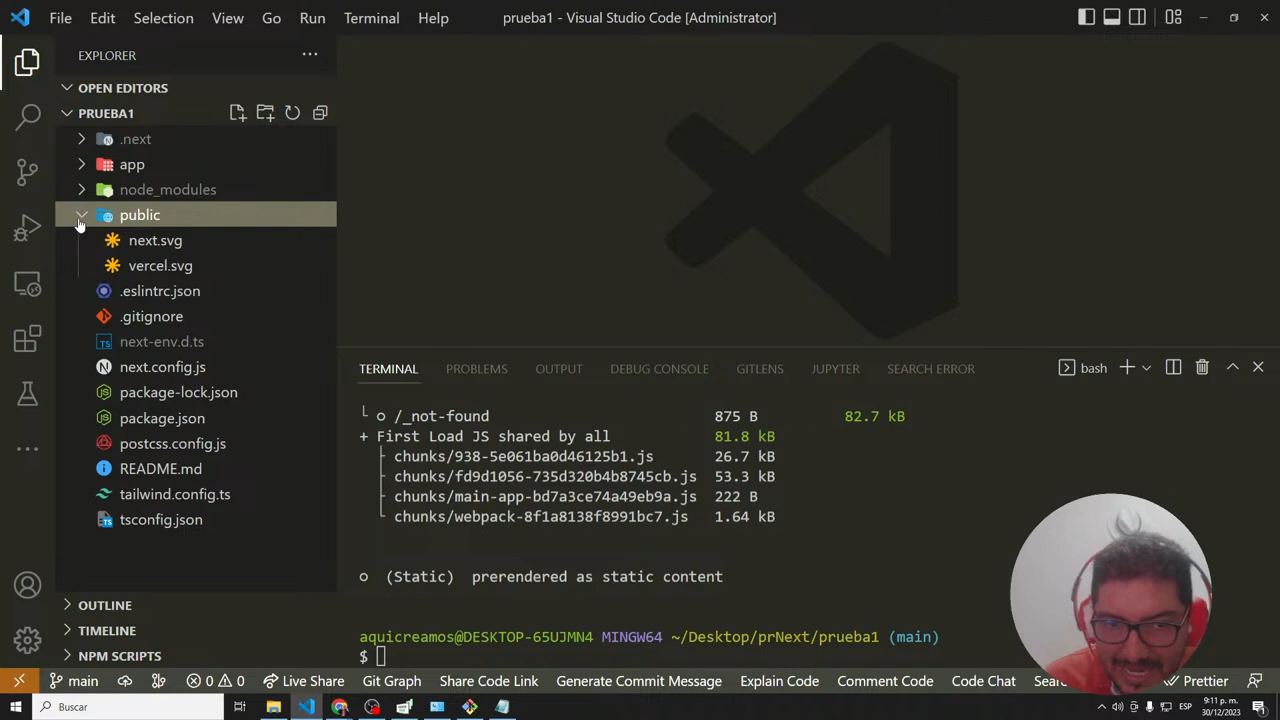 File Edit Selection View Go Run Terminal Help prueba1 - Visual Studio Code [Administrator]
EXPLORER
OPEN EDITORS
PRUEBA1
.next
app
node_modules
public
next.svg
vercel.svg
.eslintrc.json
.gitignore
next-env.d.ts
next.config.js
package-lock.json
package.json
postcss.config.js
README.md
tailwind.config.ts
tsconfig.json
OUTLINE
TIMELINE
NPM SCRIPTS
TERMINAL PROBLEMS OUTPUT DEBUG CONSOLE GITLENS JUPYTER SEARCH ERROR bash
└ ○ /_not-found 875 B 82.7 kB
+ First Load JS shared by all 81.8 kB
├ chunks/938-5e061ba0d46125b1.js 26.7 kB
├ chunks/fd9d1056-735d320b4b8745cb.js 53.3 kB
├ chunks/main-app-bd7a3ce74a49eb9a.js 222 B
└ chunks/webpack-8f1a8138f8991bc7.js 1.64 kB
○ (Static) prerendered as static content
aquicreamos@DESKTOP-65UJMN4 MINGW64 ~/Desktop/prNext/prueba1 (main)
$
main 0 0 Live Share Git Graph Share Code Link Generate Commit Message Explain Code Comment Code Code Chat Prettier
Buscar ESP 9:11 p. m.
30/12/2023